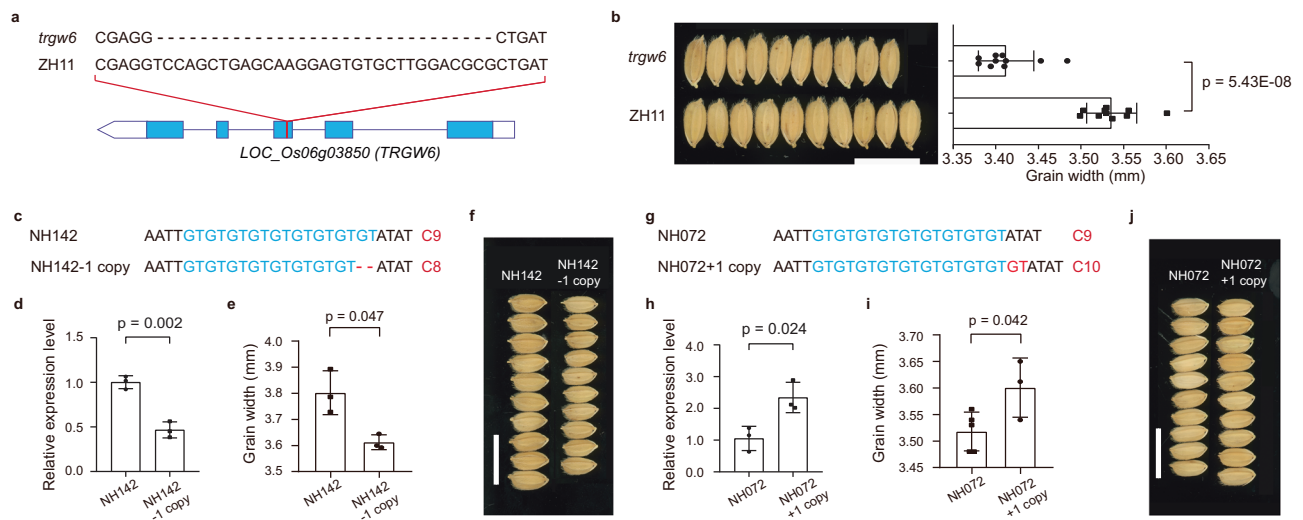 a
trgw6 CGAGG-------------------------------CTGAT
ZH11 CGAGGTCCAGCTGAGCAAGGAGTGTGCTTGGACGCGCTGAT
LOC_Os06g03850 (TRGW6)
b
trgw6
ZH11
p = 5.43E-08
3.35 3.40 3.45 3.50 3.55 3.60 3.65
Grain width (mm)
c
NH142 AATTGTGTGTGTGTGTGTGTGTATAT C9
NH142-1 copy AATTGTGTGTGTGTGTGTGT--ATAT C8
d
p = 0.002
Relative expression level
1.5
1.0
0.5
0.0
NH142
NH142
-1 copy
e
p = 0.047
Grain width (mm)
4.0
3.9
3.8
3.7
3.6
3.5
NH142
NH142
-1 copy
f
NH142
NH142
-1 copy
g
NH072 AATTGTGTGTGTGTGTGTGTGTATAT C9
NH072+1 copy AATTGTGTGTGTGTGTGTGTGTGTATAT C10
h
p = 0.024
Relative expression level
4.0
3.0
2.0
1.0
0.0
NH072
NH072
+1 copy
i
p = 0.042
Grain width (mm)
3.70
3.65
3.60
3.55
3.50
3.45
NH072
NH072
+1 copy
j
NH072
NH072
+1 copy